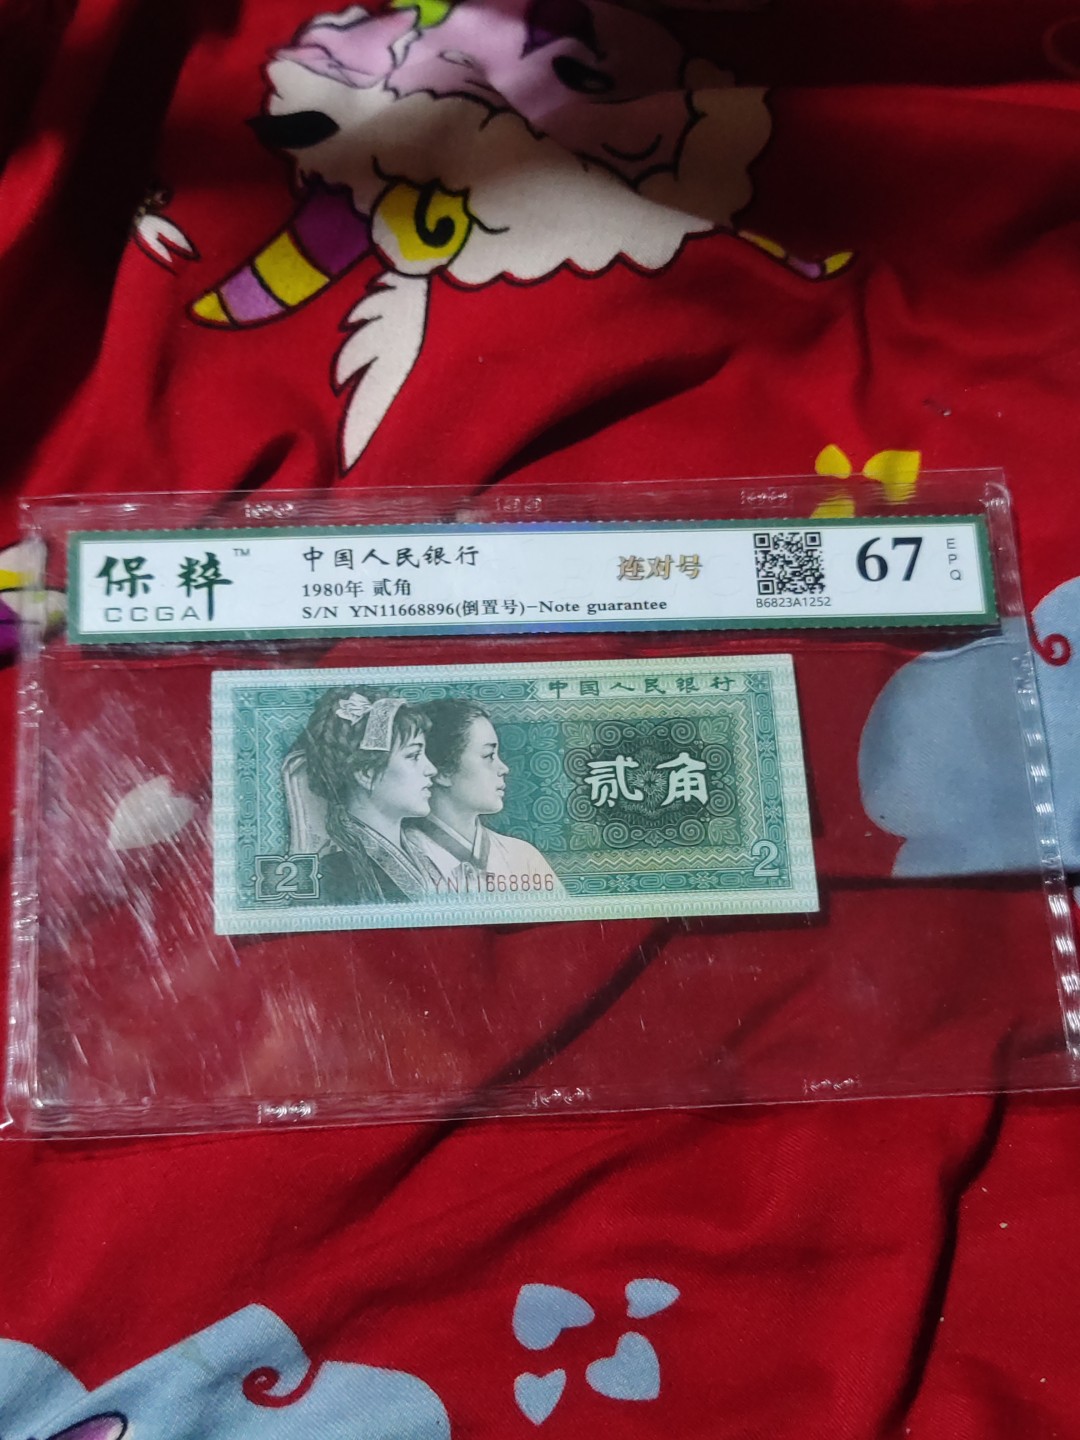 保粹™
CCGA
中国人民银行
1980年 贰角
S/N YN11668896(倒置号)-Note guarantee
连对号
B6823A1252
67
EPQ
中国人民银行
贰角
2
2
YN11668896